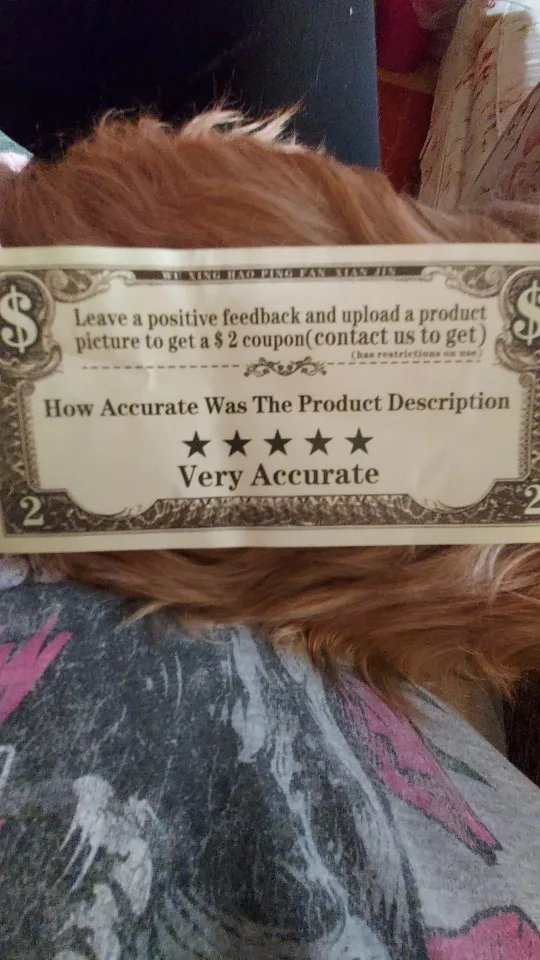 WU XING HAO PING FAN XIAN JIN
$ $
Leave a positive feedback and upload a product
picture to get a $ 2 coupon(contact us to get)
(has restrictions on use)
How Accurate Was The Product Description
★ ★ ★ ★ ★
Very Accurate
2 2